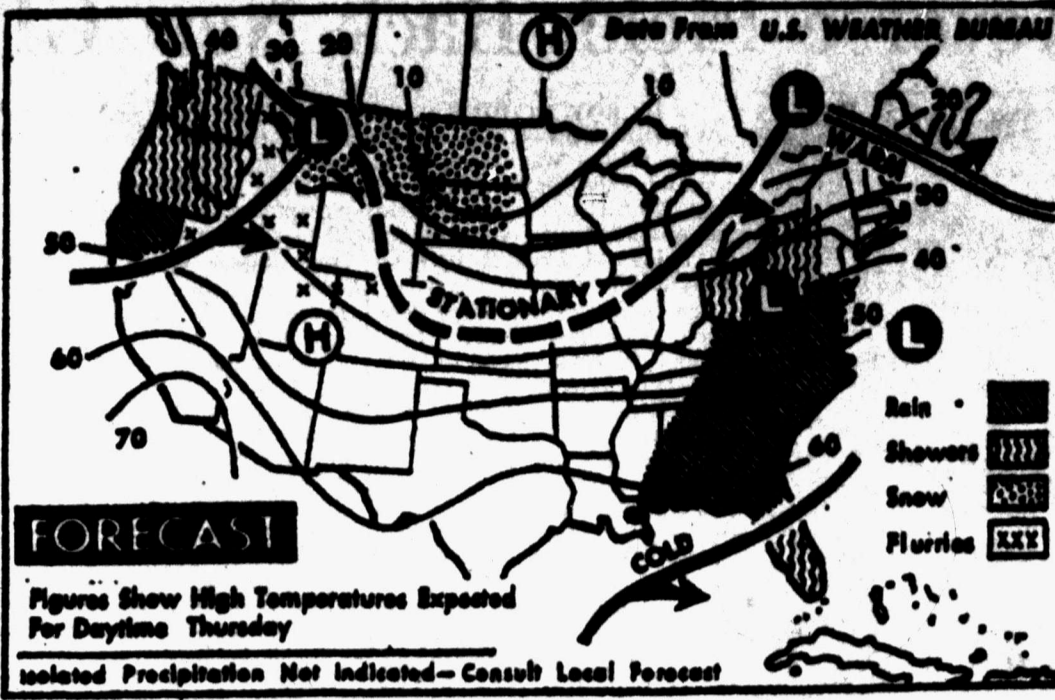 Data From U.S. WEATHER BUREAU
H
40 30 20
10
10
L
L
20
WARM
30
50
40
STATIONARY
L
50
L
H
60
70
60
Rain
Showers
Snow
Flurries
COLD
FORECAST
Figures Show High Temperatures Expected
For Daytime Thursday
Isolated Precipitation Not Indicated—Consult Local Forecast